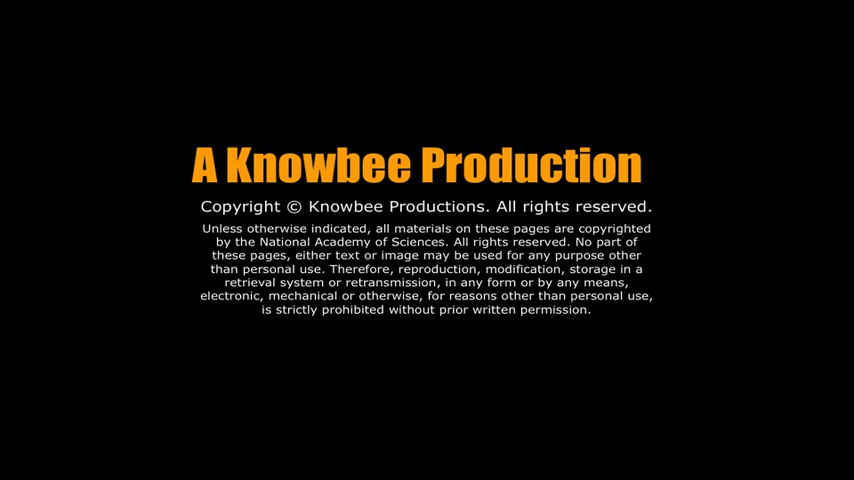 A Knowbee Production
Copyright © Knowbee Productions. All rights reserved.
Unless otherwise indicated, all materials on these pages are copyrighted
by the National Academy of Sciences. All rights reserved. No part of
these pages, either text or image may be used for any purpose other
than personal use. Therefore, reproduction, modification, storage in a
retrieval system or retransmission, in any form or by any means,
electronic, mechanical or otherwise, for reasons other than personal use,
is strictly prohibited without prior written permission.